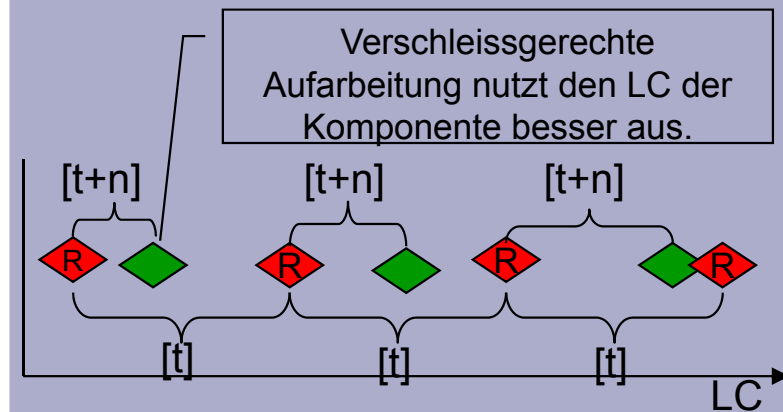 Verschleissgerechte
Aufarbeitung nutzt den LC der
Komponente besser aus.
[t+n] [t+n] [t+n]
R R R R
[t] [t] [t]
LC